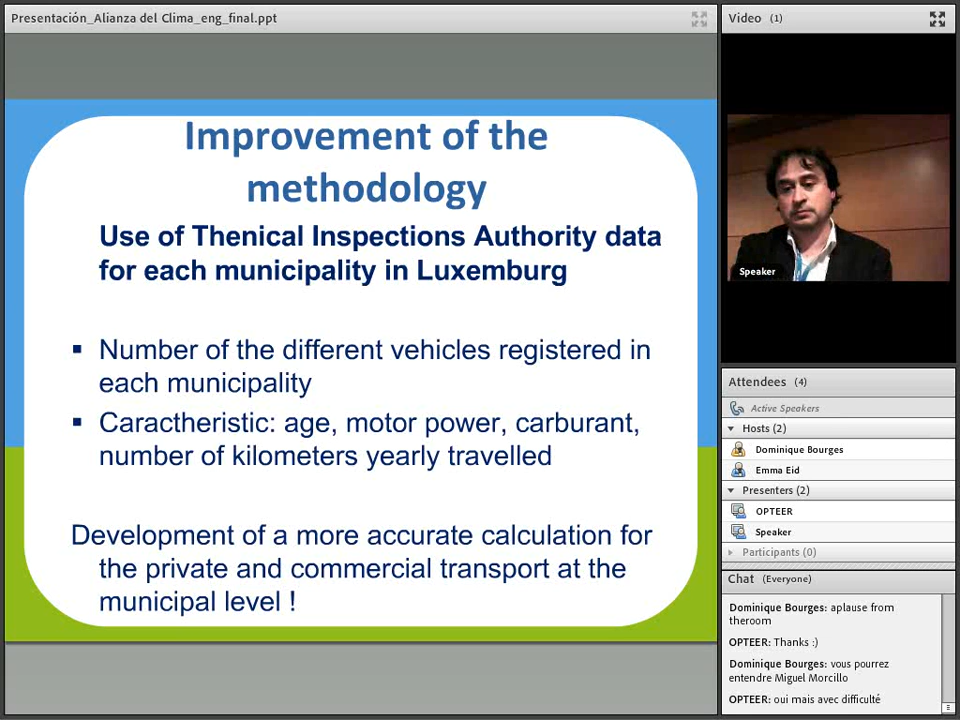 Presentación_Alianza del Clima_eng_final.ppt
Improvement of the
methodology
Use of Thenical Inspections Authority data
for each municipality in Luxemburg
▪ Number of the different vehicles registered in
each municipality
▪ Caractheristic: age, motor power, carburant,
number of kilometers yearly travelled
Development of a more accurate calculation for
the private and commercial transport at the
municipal level !
Video (1)
Speaker
Attendees (4)
Active Speakers
Hosts (2)
Dominique Bourges
Emma Eid
Presenters (2)
OPTEER
Speaker
Participants (0)
Chat (Everyone)
Dominique Bourges: aplause from
theroom
OPTEER: Thanks :)
Dominique Bourges: vous pourrez
entendre Miguel Morcillo
OPTEER: oui mais avec difficulté